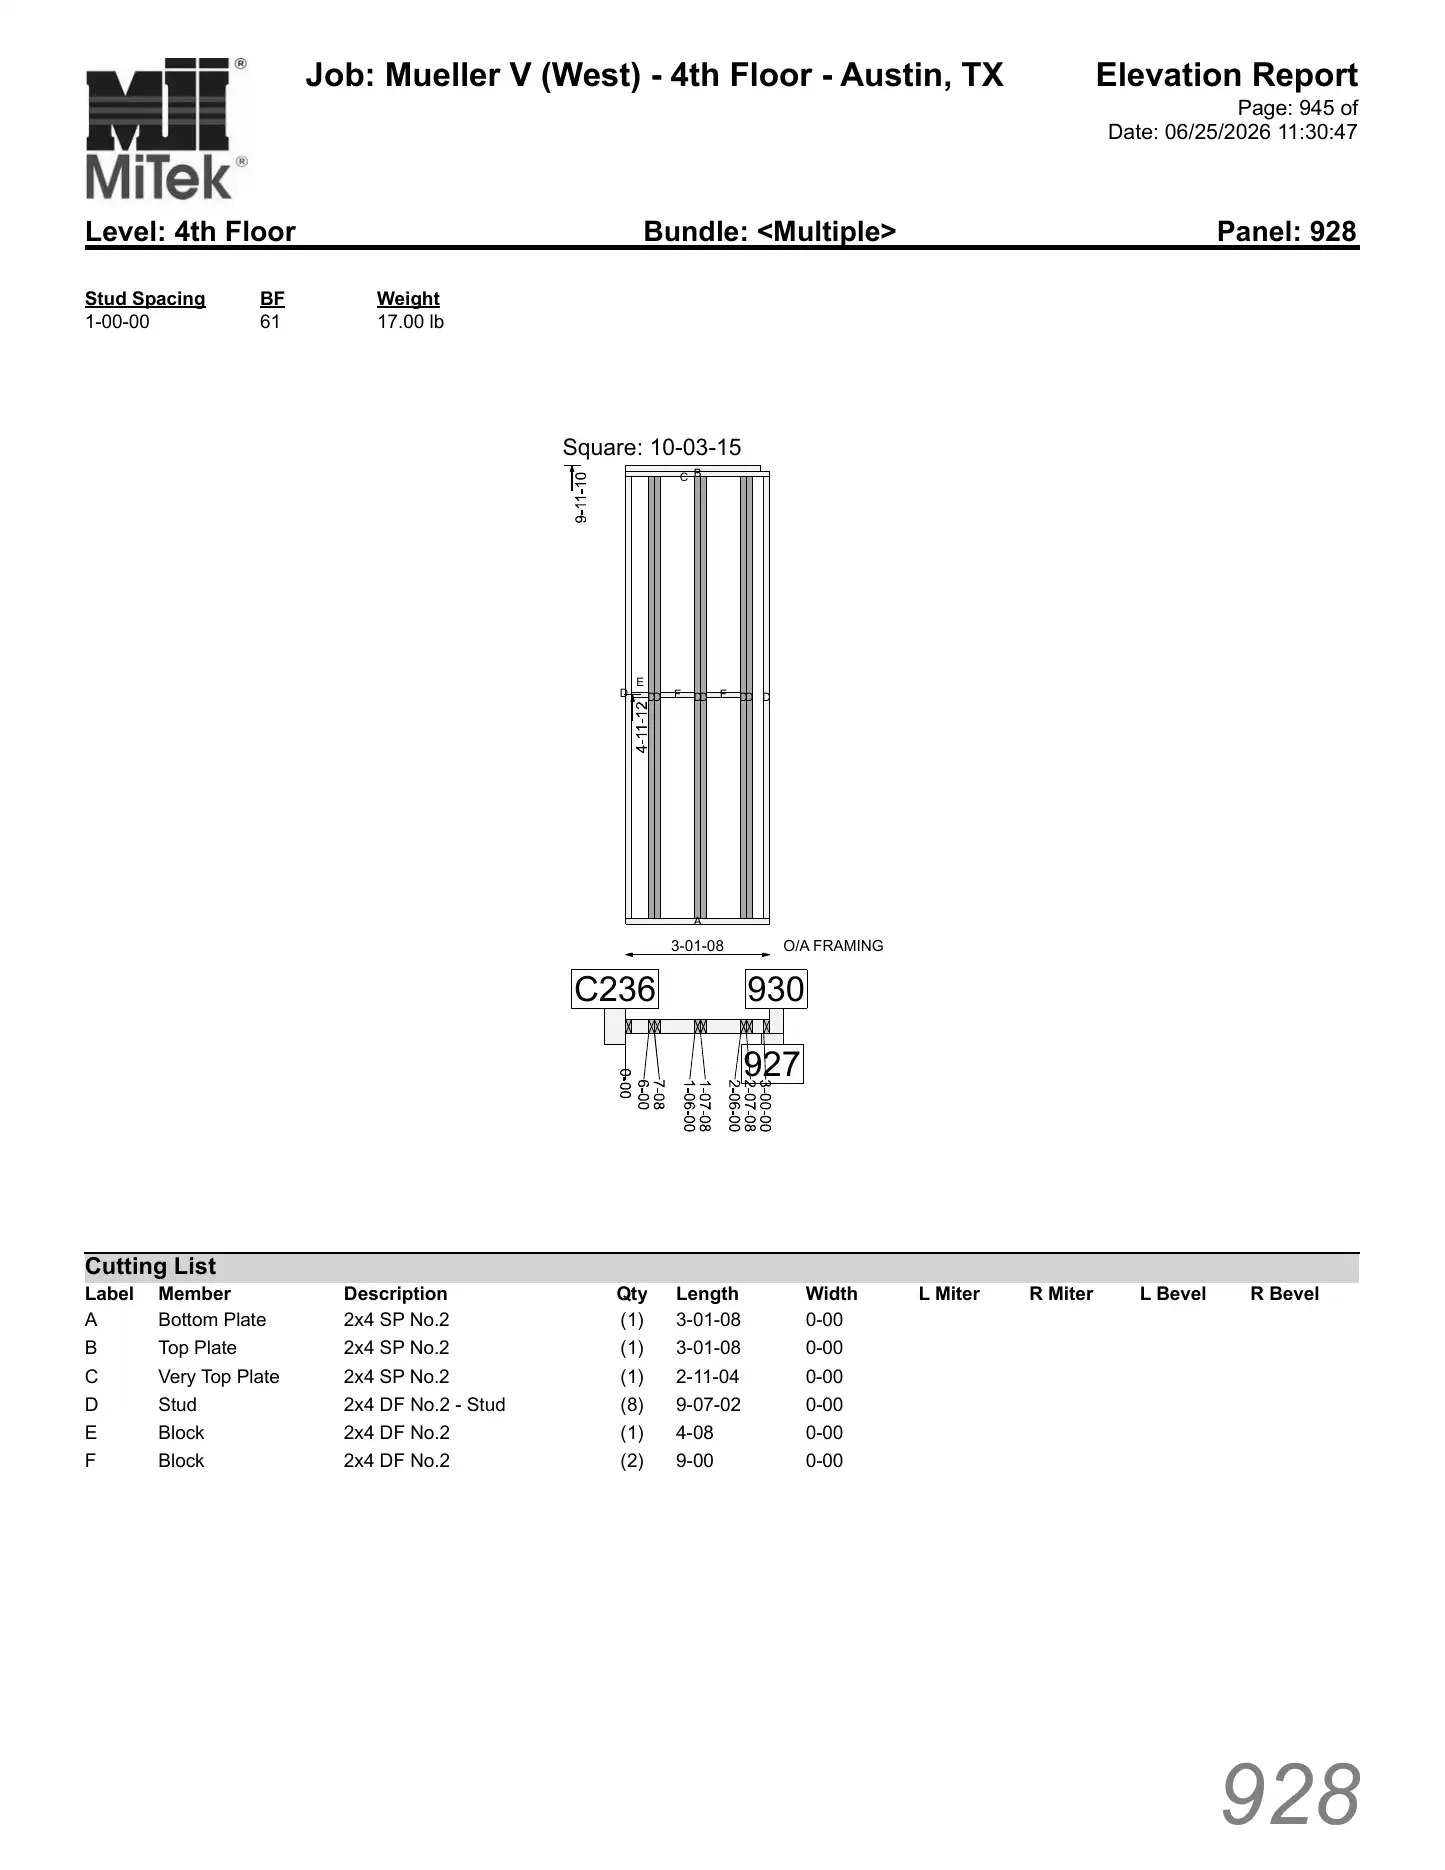 Job: Mueller V (West) - 4th Floor - Austin, TX
Elevation Report
Page: 945 of
Date: 06/25/2026 11:30:47
MiTek®
Level: 4th Floor Bundle: <Multiple> Panel: 928
Stud Spacing BF Weight
1-00-00 61 17.00 lb
Square: 10-03-15
9-11-10
B
C
E
D D D F D D F D D D
4-11-12
A
3-01-08 O/A FRAMING
C236 930
927
0-00 6-00 7-08 1-06-00 1-07-08 2-06-00 2-07-08 3-00-00
Cutting List
Label Member Description Qty Length Width L Miter R Miter L Bevel R Bevel
A Bottom Plate 2x4 SP No.2 (1) 3-01-08 0-00
B Top Plate 2x4 SP No.2 (1) 3-01-08 0-00
C Very Top Plate 2x4 SP No.2 (1) 2-11-04 0-00
D Stud 2x4 DF No.2 - Stud (8) 9-07-02 0-00
E Block 2x4 DF No.2 (1) 4-08 0-00
F Block 2x4 DF No.2 (2) 9-00 0-00
928